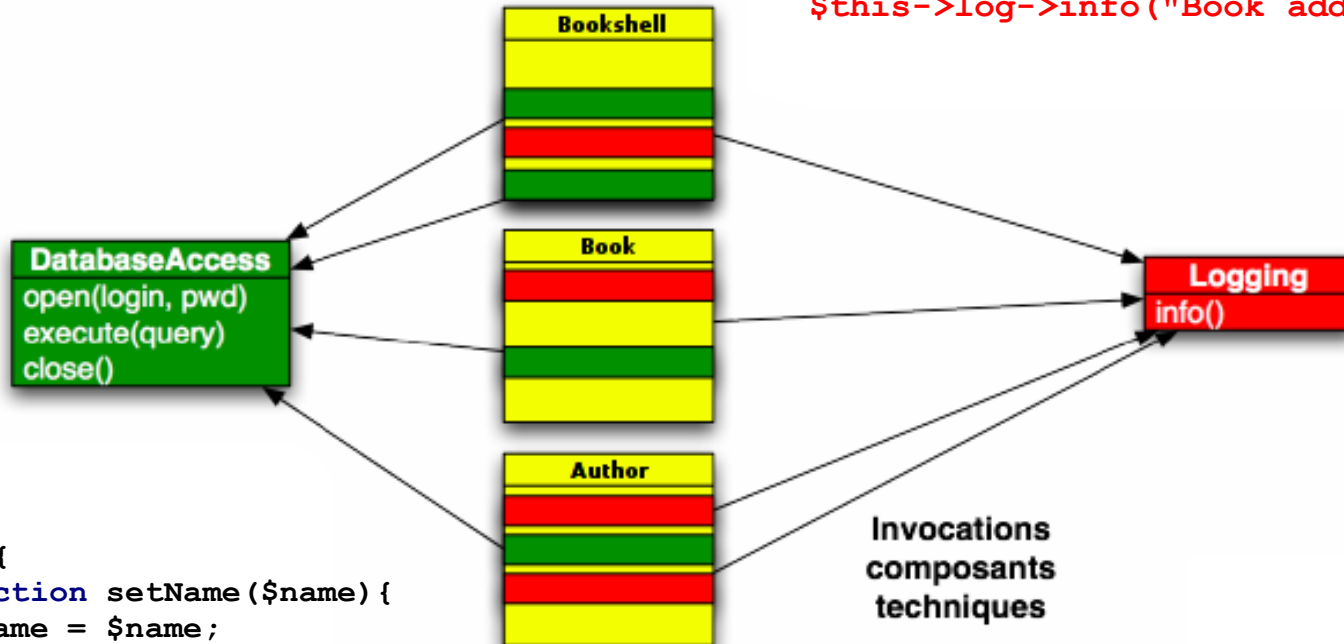 $this->log->info("Book add
Bookshell
DatabaseAccess
open(login, pwd)
execute(query)
close()
Book
Logging
info()
Author
Invocations
composants
techniques
{
ction setName($name){
ame = $name;